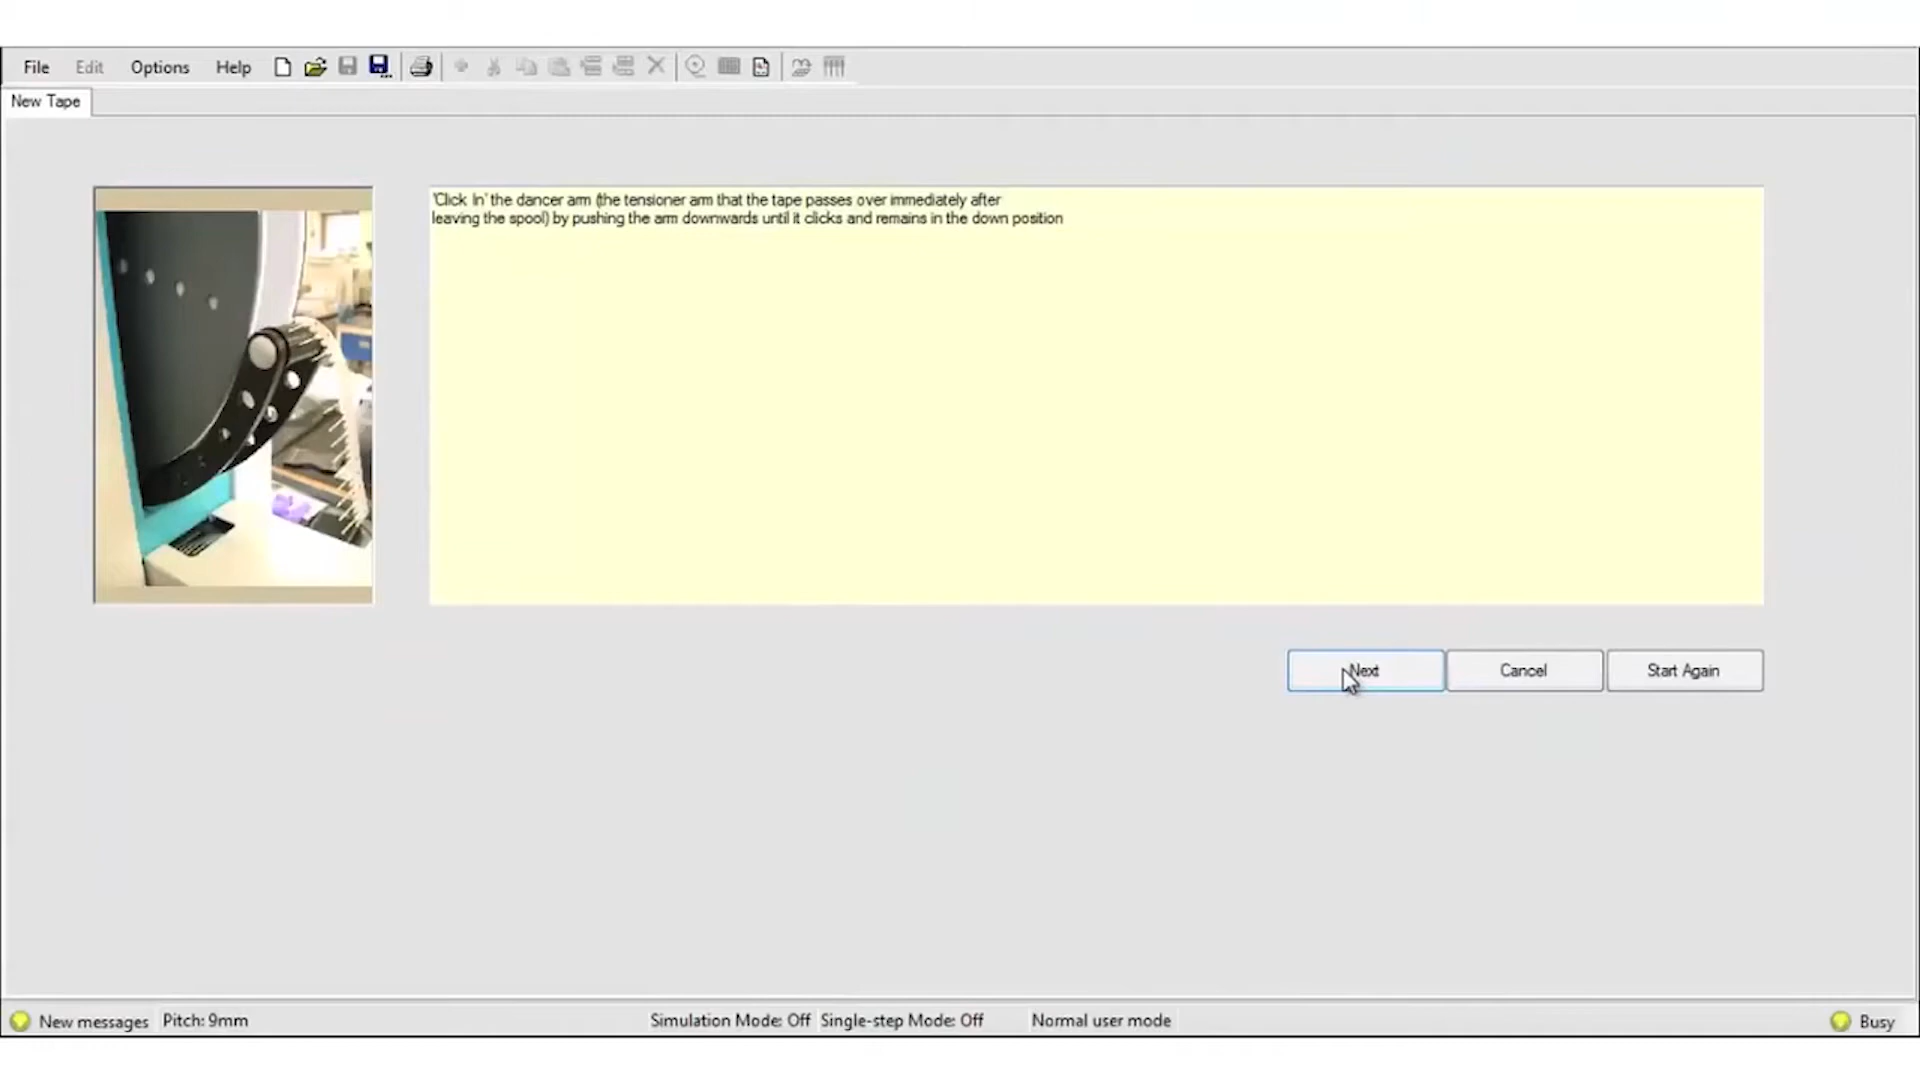 File Edit Options Help
New Tape
'Click In' the dancer arm (the tensioner arm that the tape passes over immediately after
leaving the spool) by pushing the arm downwards until it clicks and remains in the down position
Next Cancel Start Again
New messages Pitch: 9mm Simulation Mode: Off Single-step Mode: Off Normal user mode Busy